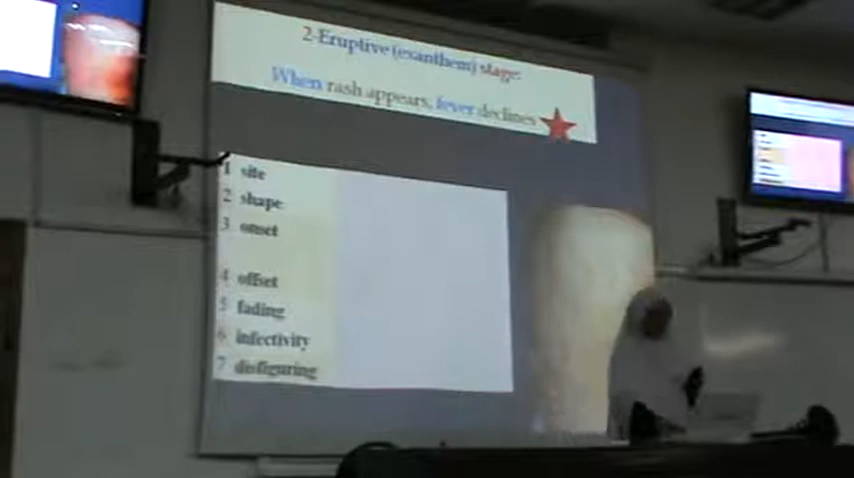 2-Eruptive (exanthem) stage:
When rash appears, fever declines
1 site
2 shape
3 onset
4 offset
5 fading
6 infectivity
7 disfiguring